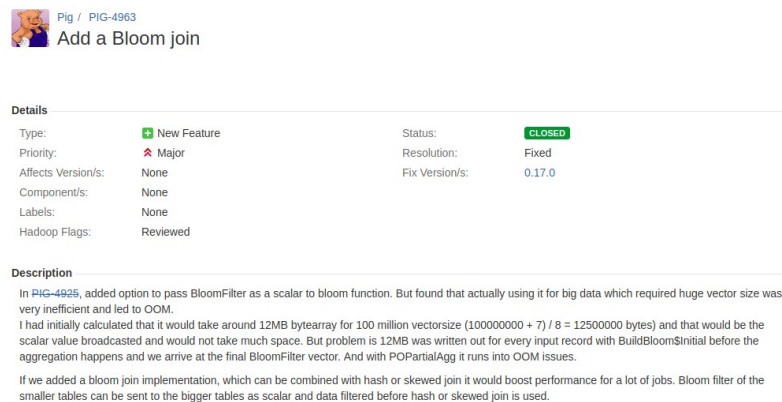 Pig / PIG-4963
Add a Bloom join
Details
Type: New Feature Status: CLOSED
Priority: Major Resolution: Fixed
Affects Version/s: None Fix Version/s: 0.17.0
Component/s: None
Labels: None
Hadoop Flags: Reviewed
Description
In PIG-4925, added option to pass BloomFilter as a scalar to bloom function. But found that actually using it for big data which required huge vector size was
very inefficient and led to OOM.
I had initially calculated that it would take around 12MB bytearray for 100 million vectorsize (100000000 + 7) / 8 = 12500000 bytes) and that would be the
scalar value broadcasted and would not take much space. But problem is 12MB was written out for every input record with BuildBloom$Initial before the
aggregation happens and we arrive at the final BloomFilter vector. And with POPartialAgg it runs into OOM issues.
If we added a bloom join implementation, which can be combined with hash or skewed join it would boost performance for a lot of jobs. Bloom filter of the
smaller tables can be sent to the bigger tables as scalar and data filtered before hash or skewed join is used.